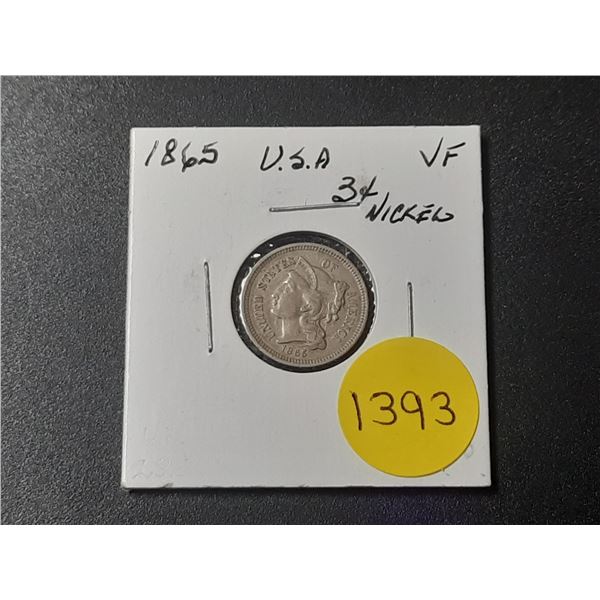 1865 U.S.A VF
3¢
NICKEL
UNITED STATES OF AMERICA
1865
1393